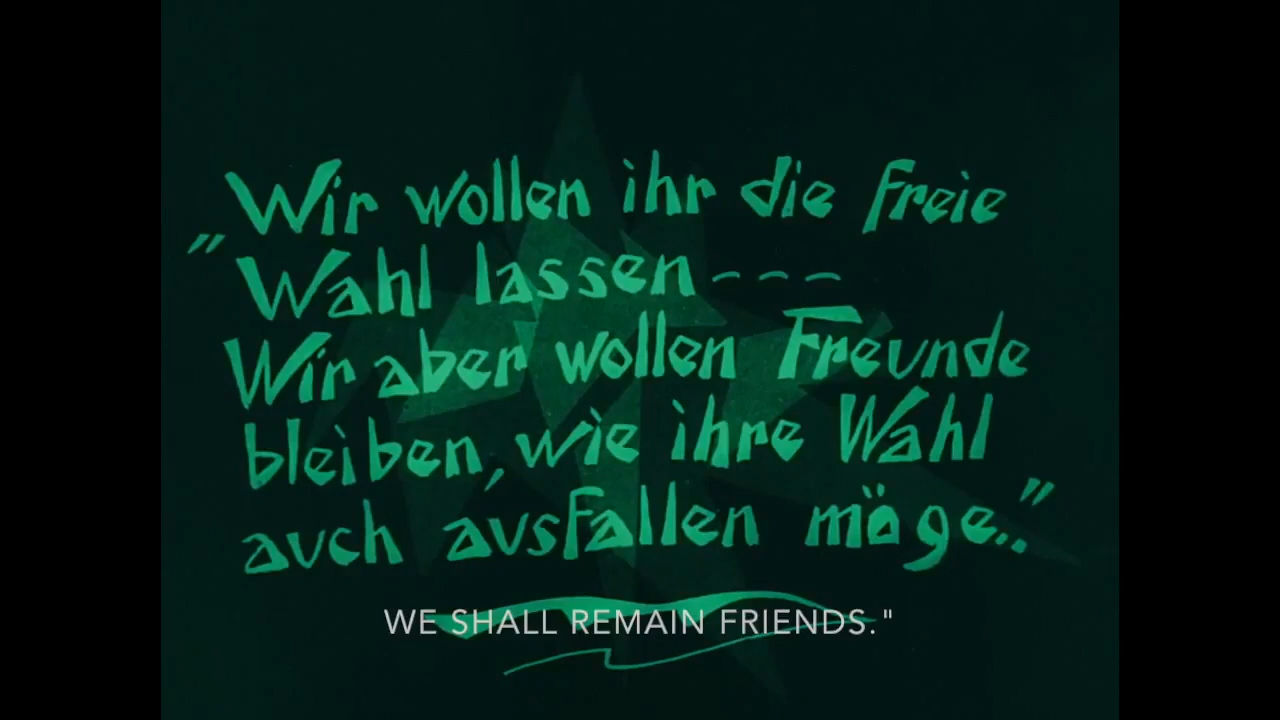 "Wir wollen ihr die freie
Wahl lassen - - -
Wir aber wollen Freunde
bleiben, wie ihre Wahl
auch ausfallen möge.."
WE SHALL REMAIN FRIENDS."